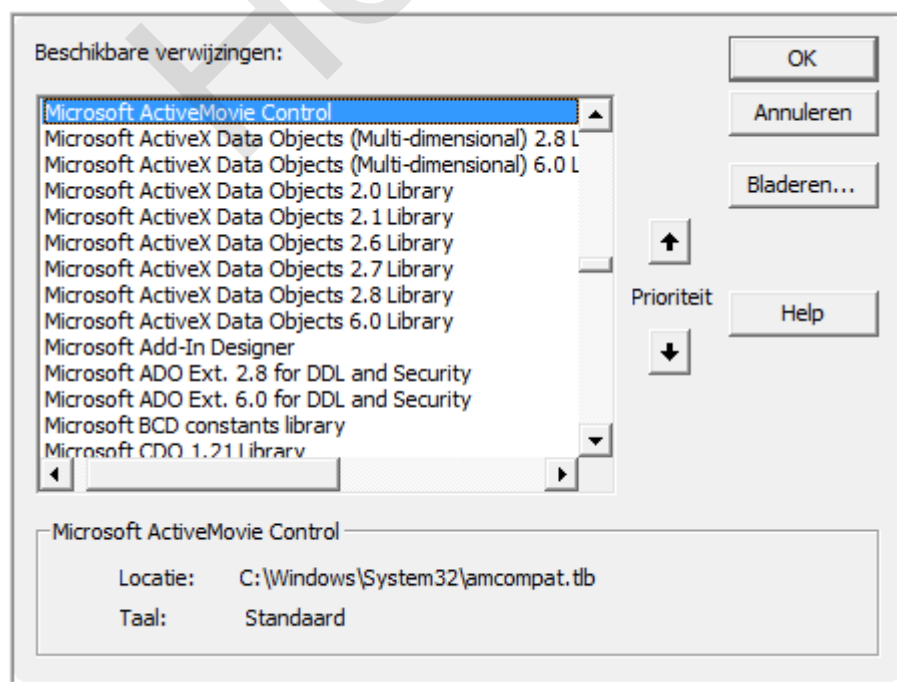 Beschikbare verwijzingen:
OK
Microsoft ActiveMovie Control
Annuleren
Microsoft ActiveX Data Objects (Multi-dimensional) 2.8 L
Microsoft ActiveX Data Objects (Multi-dimensional) 6.0 L
Bladeren...
Microsoft ActiveX Data Objects 2.0 Library
Microsoft ActiveX Data Objects 2.1 Library
Microsoft ActiveX Data Objects 2.6 Library
Microsoft ActiveX Data Objects 2.7 Library
Microsoft ActiveX Data Objects 2.8 Library
Prioriteit
Help
Microsoft ActiveX Data Objects 6.0 Library
Microsoft Add-In Designer
Microsoft ADO Ext. 2.8 for DDL and Security
Microsoft ADO Ext. 6.0 for DDL and Security
Microsoft BCD constants library
Microsoft CDO 1.21 Library
Microsoft ActiveMovie Control
Locatie: C:\Windows\System32\amcompat.tlb
Taal: Standaard